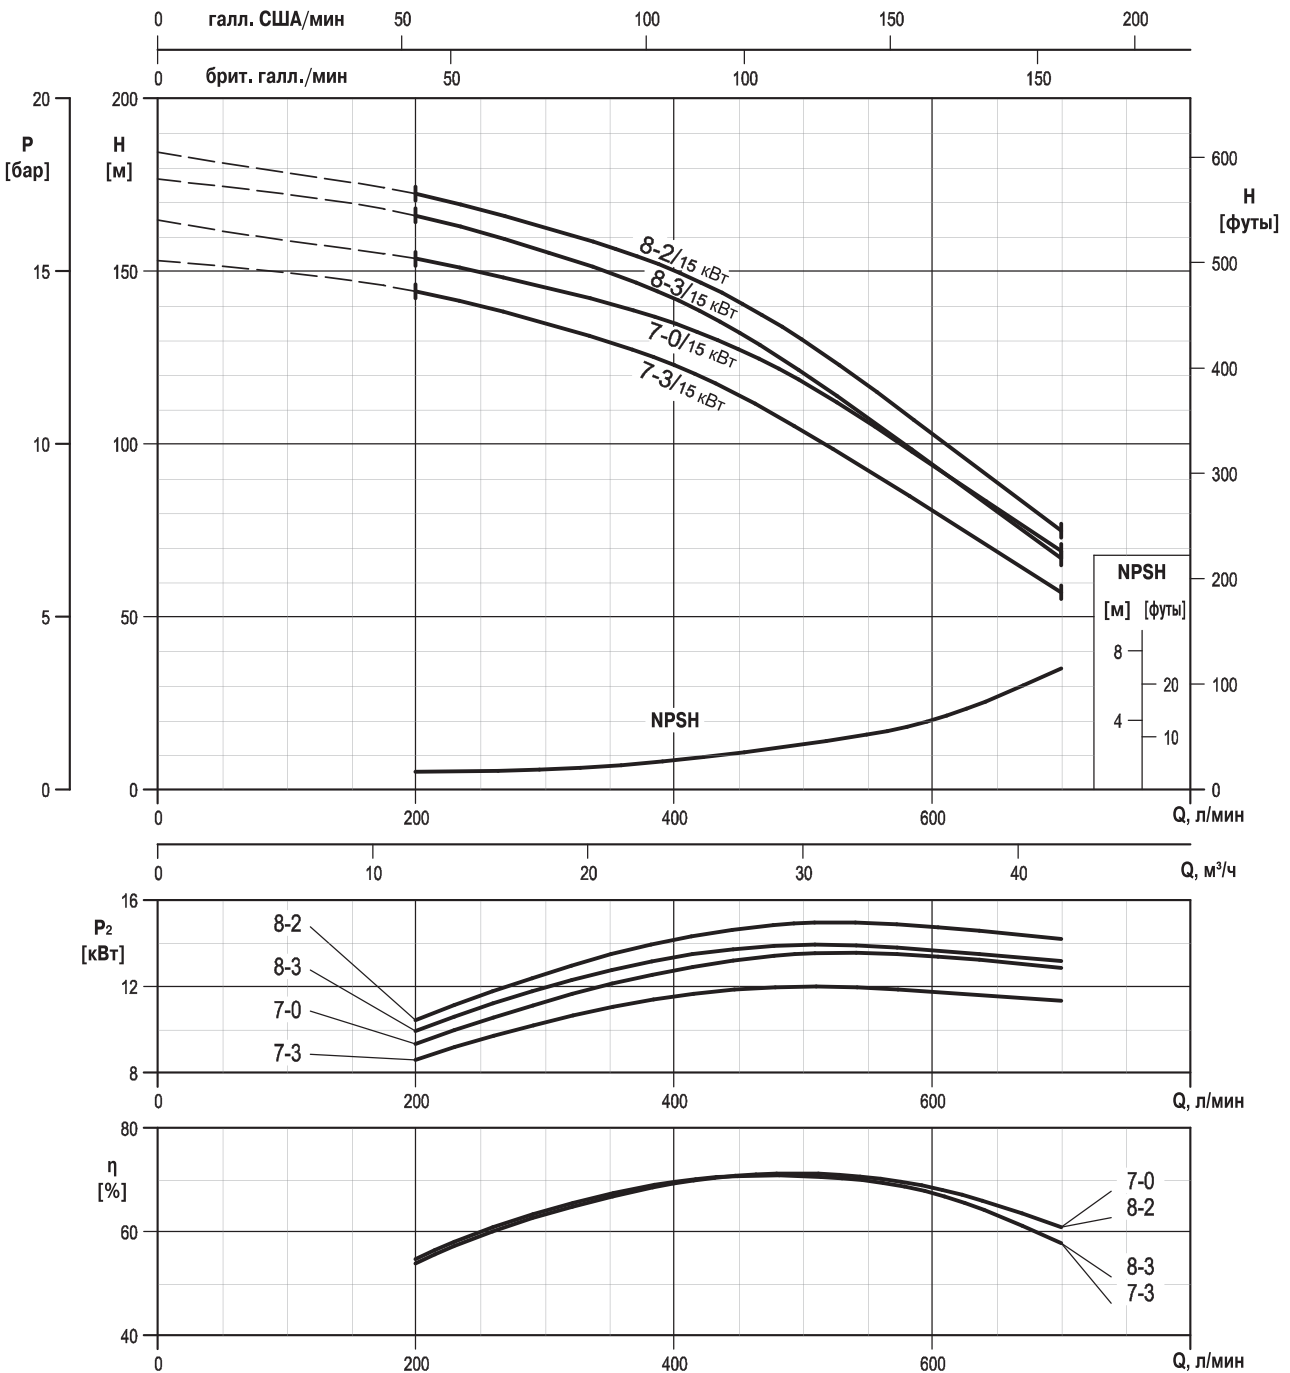 0 галл. США/мин 50 100 150 200
0 брит. галл./мин 50 100 150
20 200
P H
[бар] [м]
600
H
[футы]
8-2/15 кВт
15 150 500
8-3/15 кВт
7-0/15 кВт
7-3/15 кВт
400
10 100
300
NPSH
200
[м] [футы]
5 50
8
20 100
NPSH 4
10
0 0 0
0 200 400 600 Q, л/мин
0 10 20 30 40 Q, м³/ч
16
P2
[кВт]
8-2
8-3
12
7-0
7-3
8
0 200 400 600 Q, л/мин
80
η
[%]
7-0
8-2
60
8-3
7-3
40
0 200 400 600 Q, л/мин